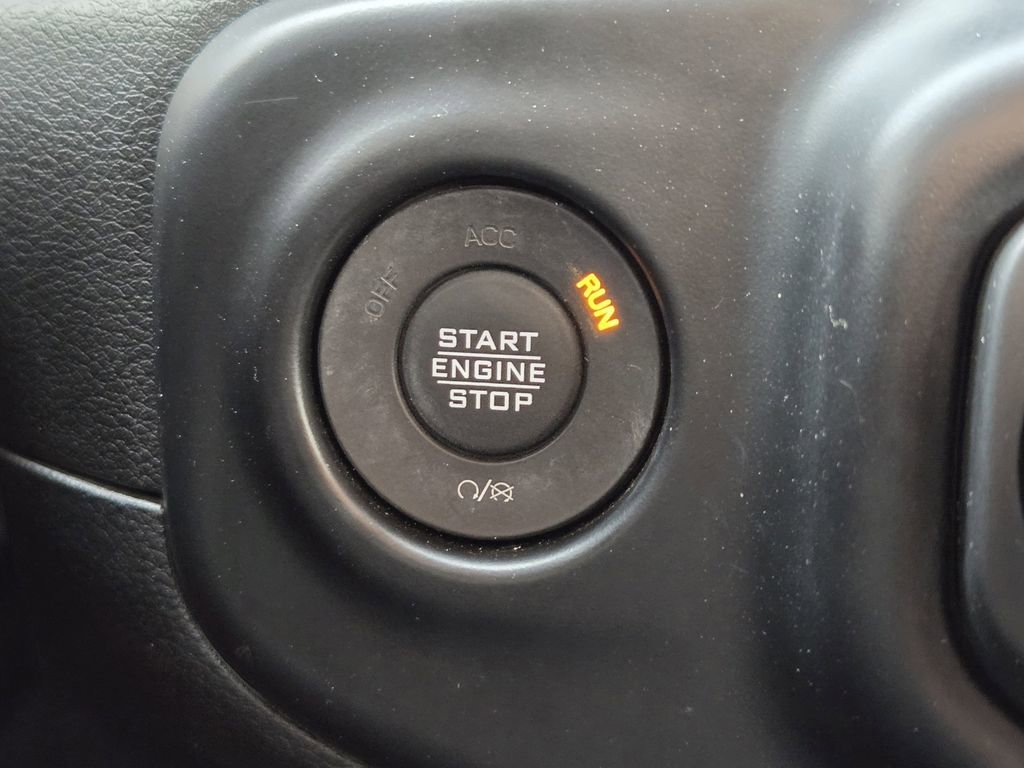 ACC
OFF
RUN
START
ENGINE
STOP